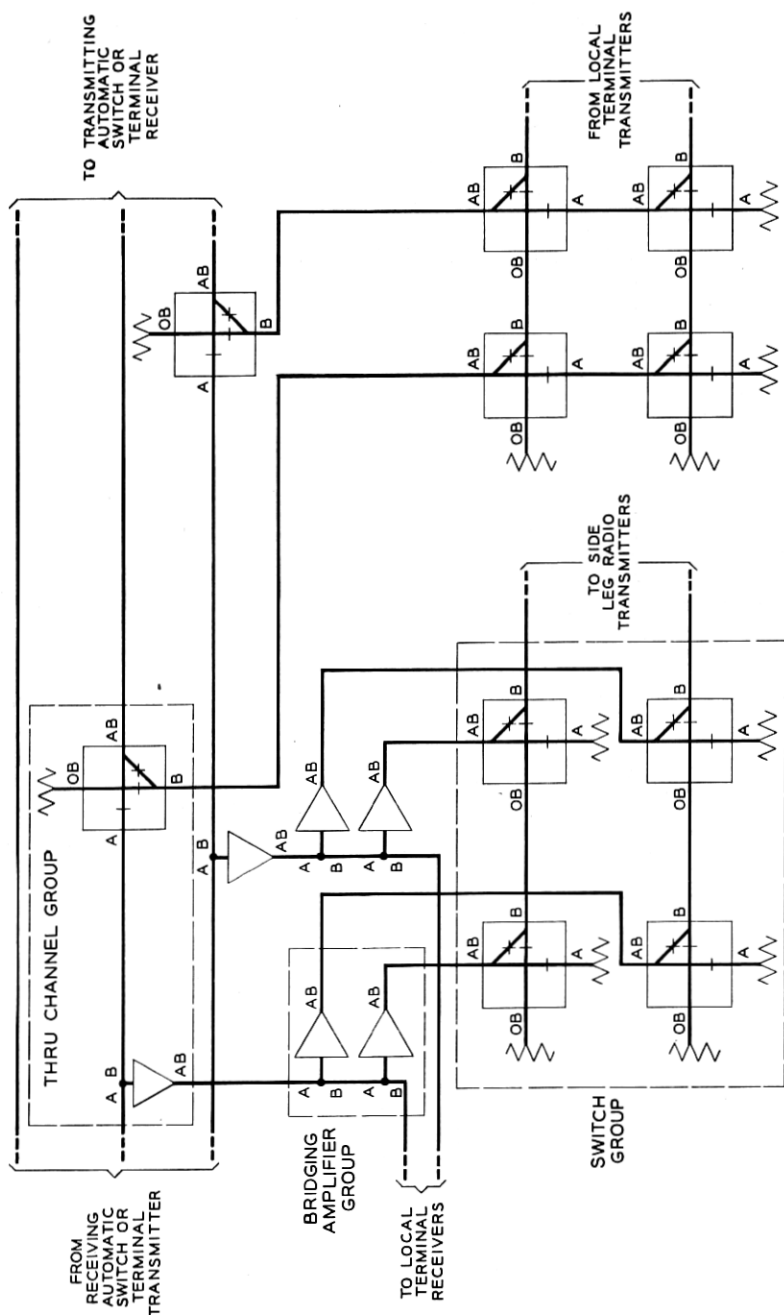 TO TRANSMITTING
AUTOMATIC
SWITCH OR
TERMINAL
RECEIVER
FROM LOCAL
TERMINAL
TRANSMITTERS
OB
AB
A
B
AB
B
OB
A
AB
B
OB
A
AB
B
OB
A
AB
B
OB
A
THRU CHANNEL GROUP
OB
AB
A
B
A
B
AB
A
B
AB
AB
AB
A
B
A
B
BRIDGING
AMPLIFIER
GROUP
AB
AB
A
B
A
B
TO SIDE
LEG RADIO
TRANSMITTERS
AB
B
OB
A
AB
B
OB
A
AB
B
OB
A
AB
B
OB
A
SWITCH
GROUP
FROM
RECEIVING
AUTOMATIC
SWITCH OR
TERMINAL
TRANSMITTER
TO LOCAL
TERMINAL
RECEIVERS